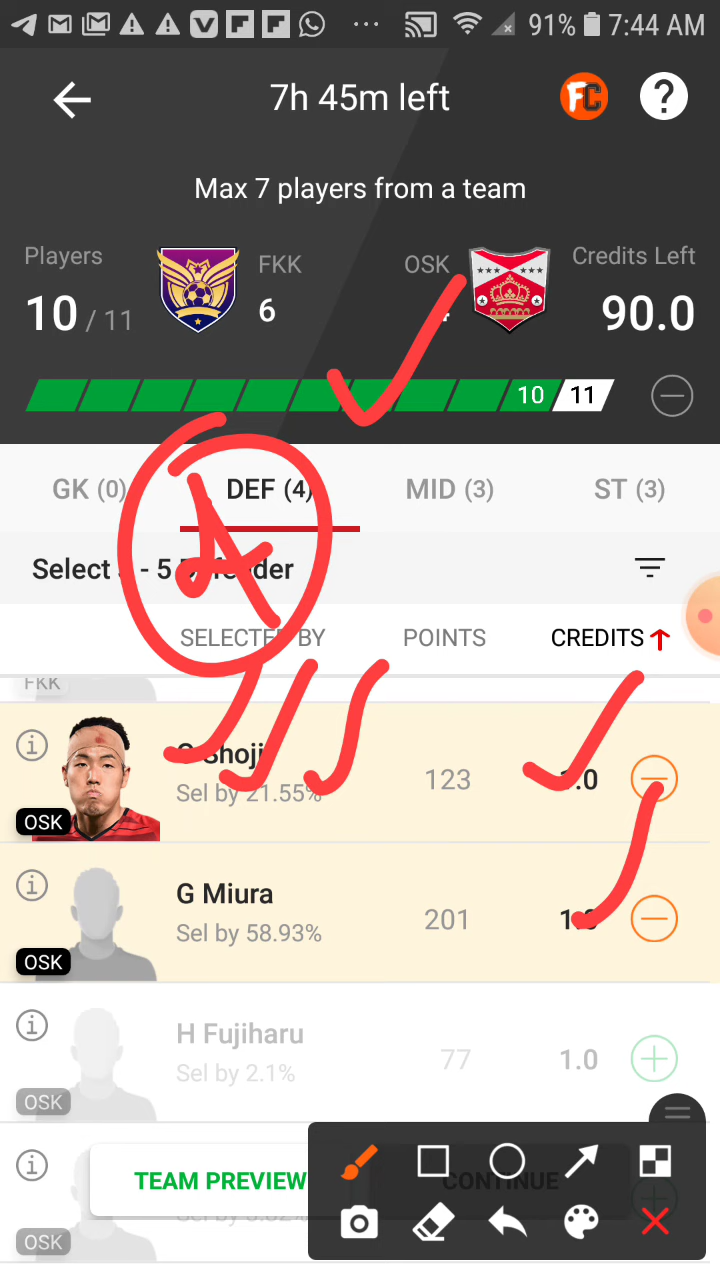 91% 7:44 AM
7h 45m left
FC ?
Max 7 players from a team
Players FKK OSK Credits Left
10 / 11 6 90.0
10 11
GK (0) DEF (4) MID (3) ST (3)
Select - 5
SELECTED BY POINTS CREDITS
FKK
Shoji
Sel by 21.55% 123
OSK
G Miura
Sel by 58.93% 201
OSK
H Fujiharu
Sel by 2.1% 77 1.0
OSK
TEAM PREVIEW CONTINUE
OSK